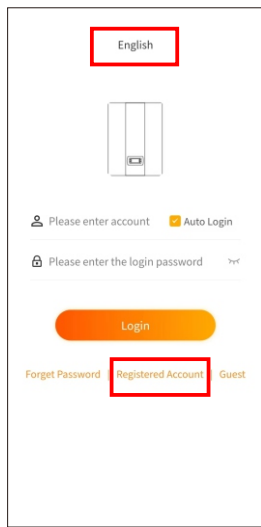 English
Please enter account Auto Login
Please enter the login password
Login
Forget Password | Registered Account | Guest